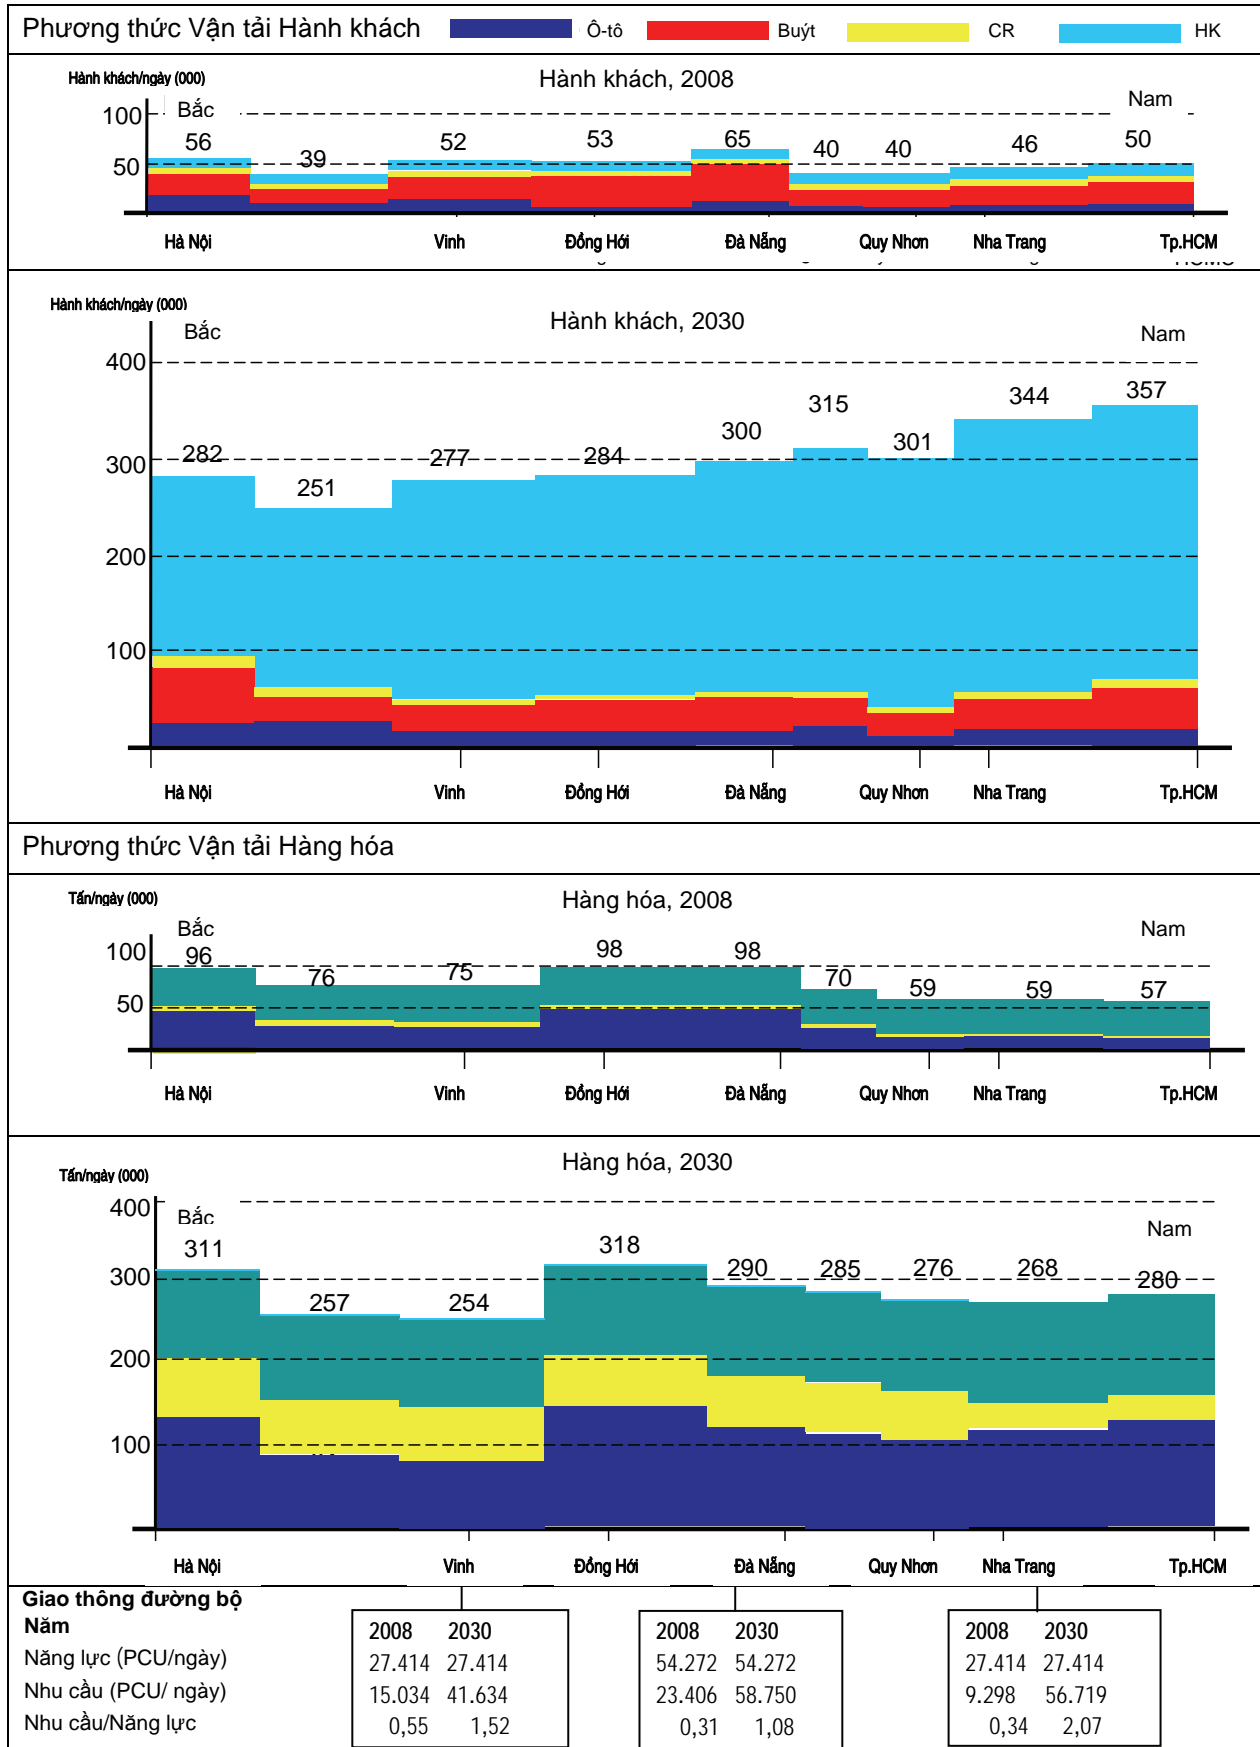 Phương thức Vận tải Hành khách Ô-tô Buýt CR HK
Hành khách/ngày (000) Hành khách, 2008
100 Bắc Nam
56 39 52 53 65 40 40 46 50
50
Hà Nội Vinh Đồng Hới Đà Nẵng Quy Nhơn Nha Trang Tp.HCM
Hành khách/ngày (000)
Bắc Hành khách, 2030 Nam
400
282 251 277 284 300 315 301 344 357
300
200
100
Hà Nội Vinh Đồng Hới Đà Nẵng Quy Nhơn Nha Trang Tp.HCM
Phương thức Vận tải Hàng hóa
Tấn/ngày (000) Hàng hóa, 2008
Bắc Nam
100
96 76 75 98 98 70 59 59 57
50
Hà Nội Vinh Đồng Hới Đà Nẵng Quy Nhơn Nha Trang Tp.HCM
Tấn/ngày (000) Hàng hóa, 2030
400
Bắc Nam
311 257 254 318 290 285 276 268 280
300
200
100
Hà Nội Vinh Đồng Hới Đà Nẵng Quy Nhơn Nha Trang Tp.HCM
Giao thông đường bộ
Năm 2008 2030 2008 2030 2008 2030
Năng lực (PCU/ngày) 27.414 27.414 54.272 54.272 27.414 27.414
Nhu cầu (PCU/ ngày) 15.034 41.634 23.406 58.750 9.298 56.719
Nhu cầu/Năng lực 0,55 1,52 0,31 1,08 0,34 2,07